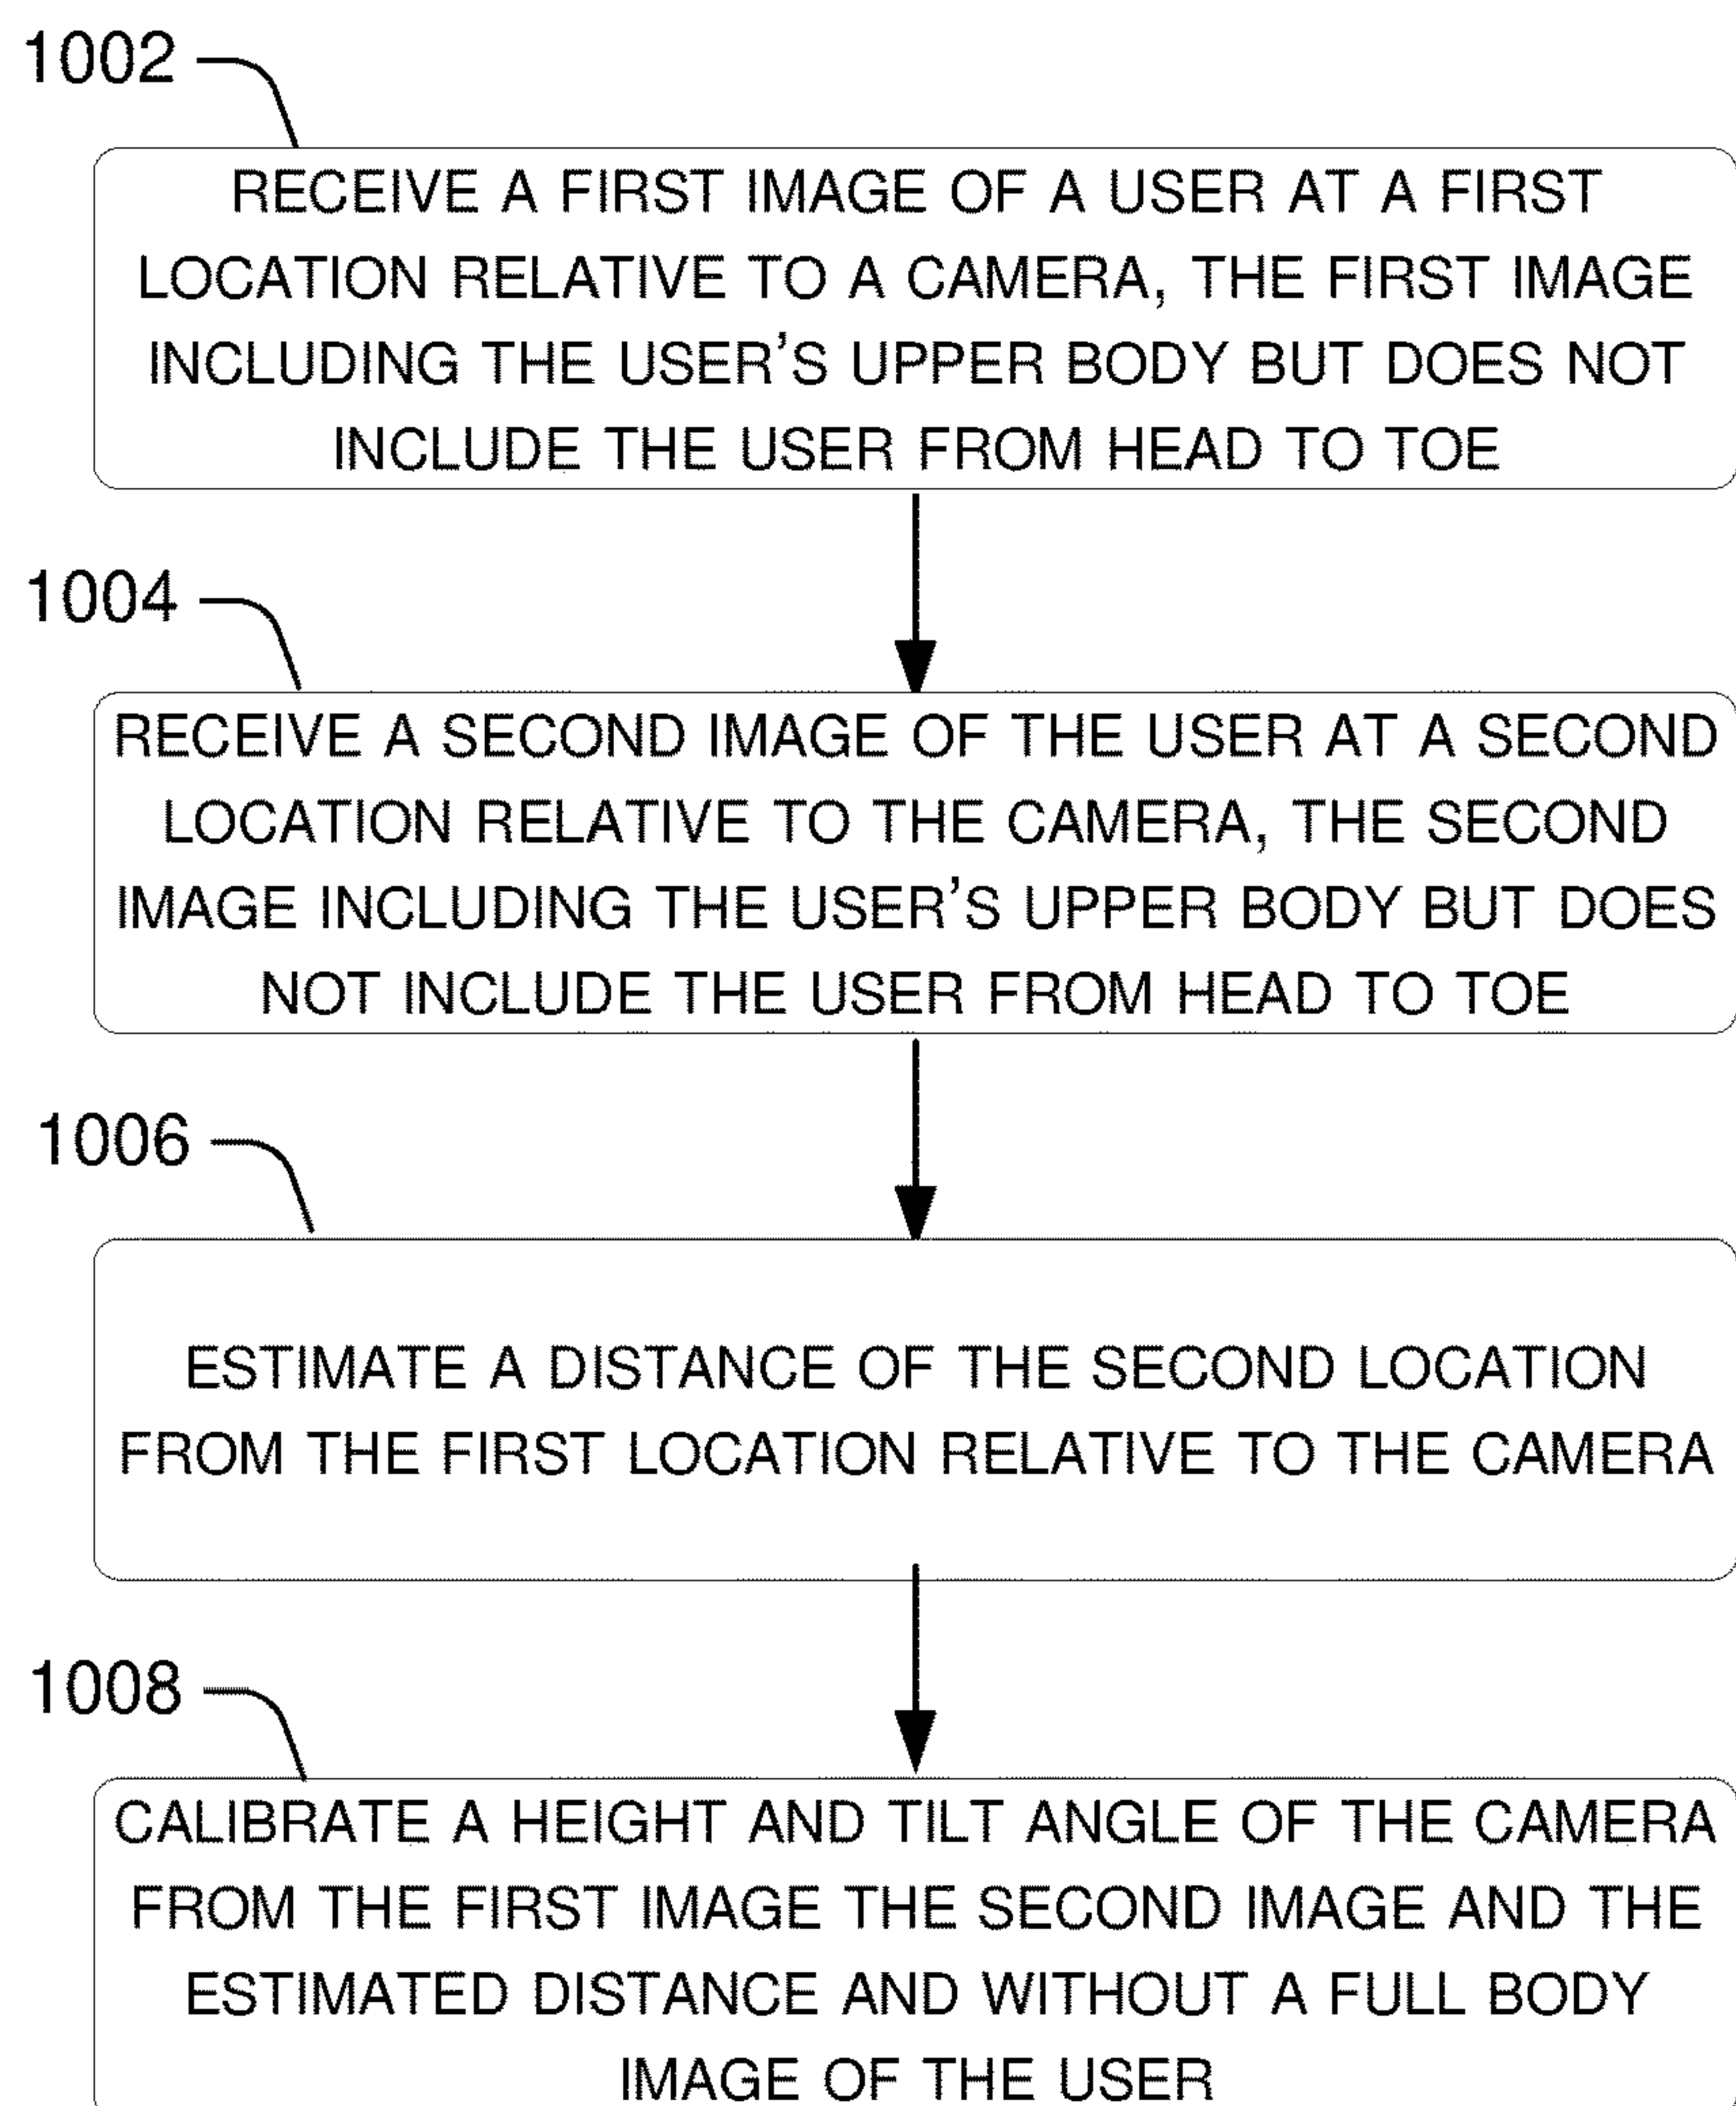 1002
RECEIVE A FIRST IMAGE OF A USER AT A FIRST
LOCATION RELATIVE TO A CAMERA, THE FIRST IMAGE
INCLUDING THE USER'S UPPER BODY BUT DOES NOT
INCLUDE THE USER FROM HEAD TO TOE
1004
RECEIVE A SECOND IMAGE OF THE USER AT A SECOND
LOCATION RELATIVE TO THE CAMERA, THE SECOND
IMAGE INCLUDING THE USER'S UPPER BODY BUT DOES
NOT INCLUDE THE USER FROM HEAD TO TOE
1006
ESTIMATE A DISTANCE OF THE SECOND LOCATION
FROM THE FIRST LOCATION RELATIVE TO THE CAMERA
1008
CALIBRATE A HEIGHT AND TILT ANGLE OF THE CAMERA
FROM THE FIRST IMAGE THE SECOND IMAGE AND THE
ESTIMATED DISTANCE AND WITHOUT A FULL BODY
IMAGE OF THE USER